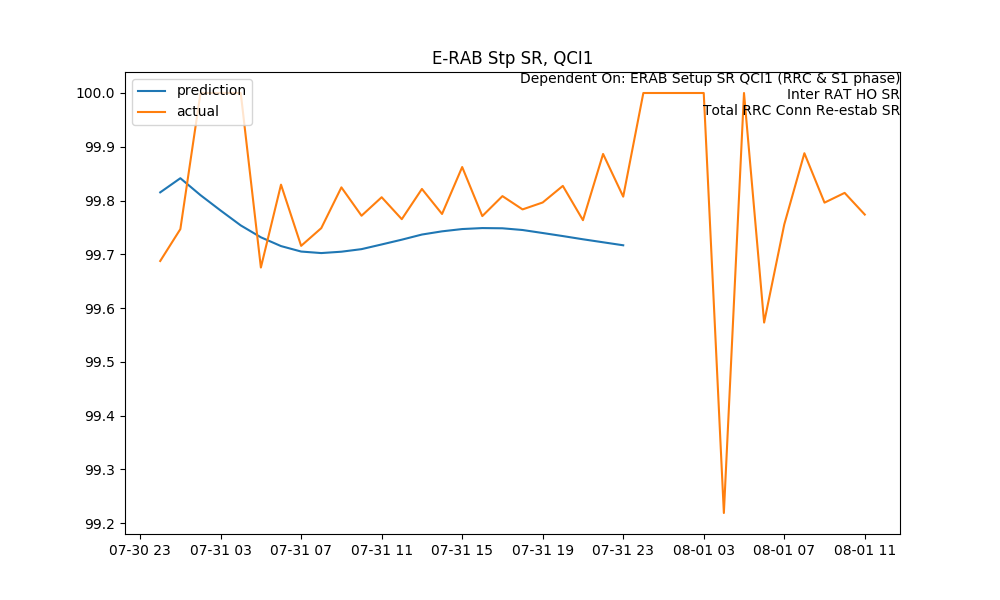 E-RAB Stp SR, QCI1
Dependent On: ERAB Setup SR QCI1 (RRC & S1 phase)
Inter RAT HO SR
Total RRC Conn Re-estab SR
prediction
actual
100.0
99.9
99.8
99.7
99.6
99.5
99.4
99.3
99.2
07-30 23 07-31 03 07-31 07 07-31 11 07-31 15 07-31 19 07-31 23 08-01 03 08-01 07 08-01 11